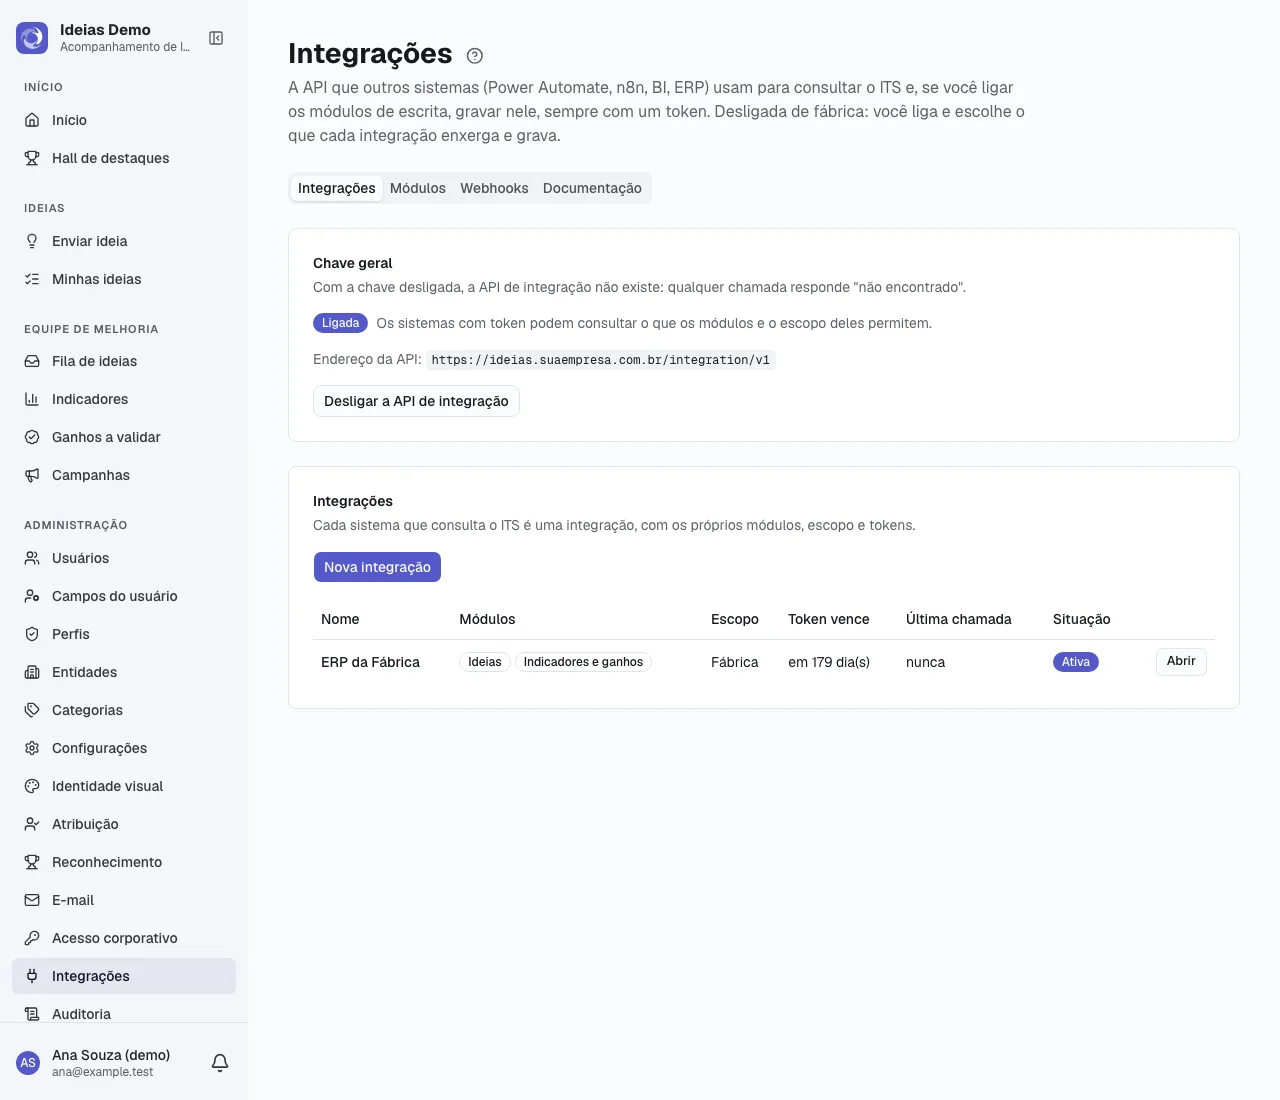 Ideias Demo
Acompanhamento de I...
INÍCIO
Início
Hall de destaques
IDEIAS
Enviar ideia
Minhas ideias
EQUIPE DE MELHORIA
Fila de ideias
Indicadores
Ganhos a validar
Campanhas
ADMINISTRAÇÃO
Usuários
Campos do usuário
Perfis
Entidades
Categorias
Configurações
Identidade visual
Atribuição
Reconhecimento
E-mail
Acesso corporativo
Integrações
Auditoria
AS
Ana Souza (demo)
ana@example.test
Integrações
A API que outros sistemas (Power Automate, n8n, BI, ERP) usam para consultar o ITS e, se você ligar
os módulos de escrita, gravar nele, sempre com um token. Desligada de fábrica: você liga e escolhe o
que cada integração enxerga e grava.
Integrações Módulos Webhooks Documentação
Chave geral
Com a chave desligada, a API de integração não existe: qualquer chamada responde "não encontrado".
Ligada Os sistemas com token podem consultar o que os módulos e o escopo deles permitem.
Endereço da API: https://ideias.suaempresa.com.br/integration/v1
Desligar a API de integração
Integrações
Cada sistema que consulta o ITS é uma integração, com os próprios módulos, escopo e tokens.
Nova integração
Nome Módulos Escopo Token vence Última chamada Situação
ERP da Fábrica Ideias Indicadores e ganhos Fábrica em 179 dia(s) nunca Ativa Abrir